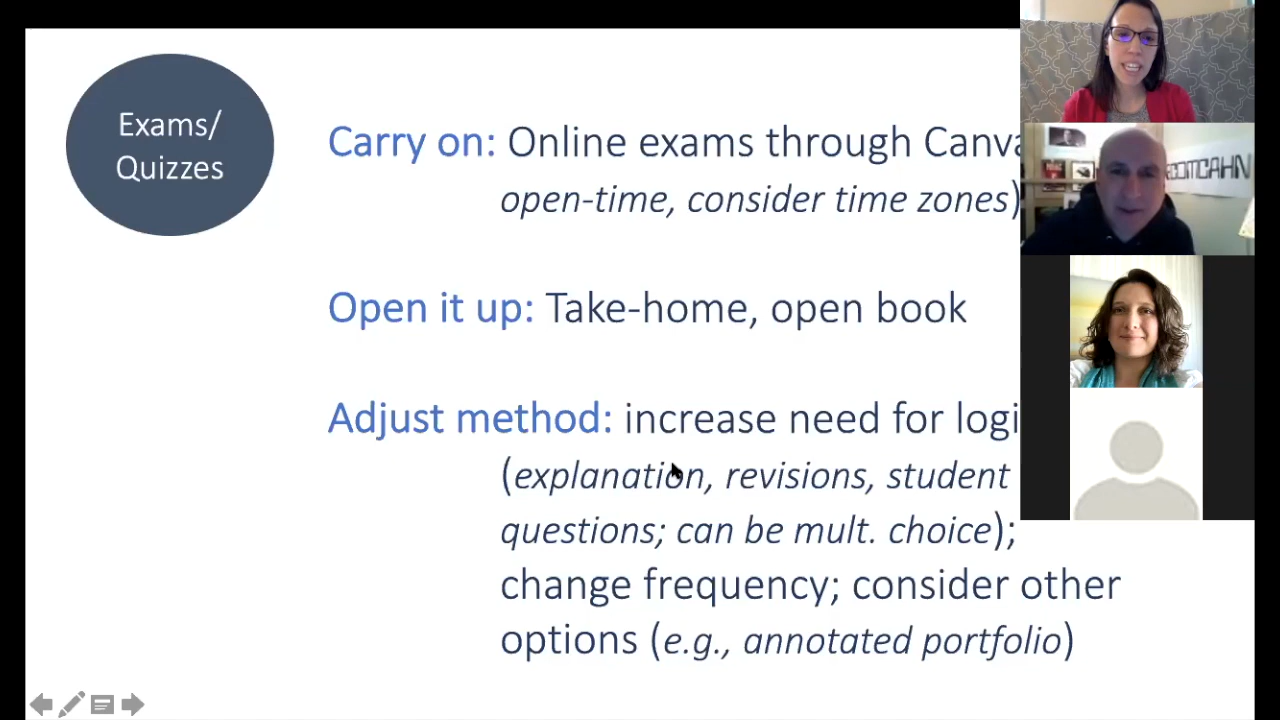 Exams/
Quizzes
Carry on: Online exams through
open-time, consider time zones)
Open it up: Take-home, open book
Adjust method: increase need for
(explanation, revisions, student
questions; can be mult. choice);
change frequency; consider other
options (e.g., annotated portfolio)